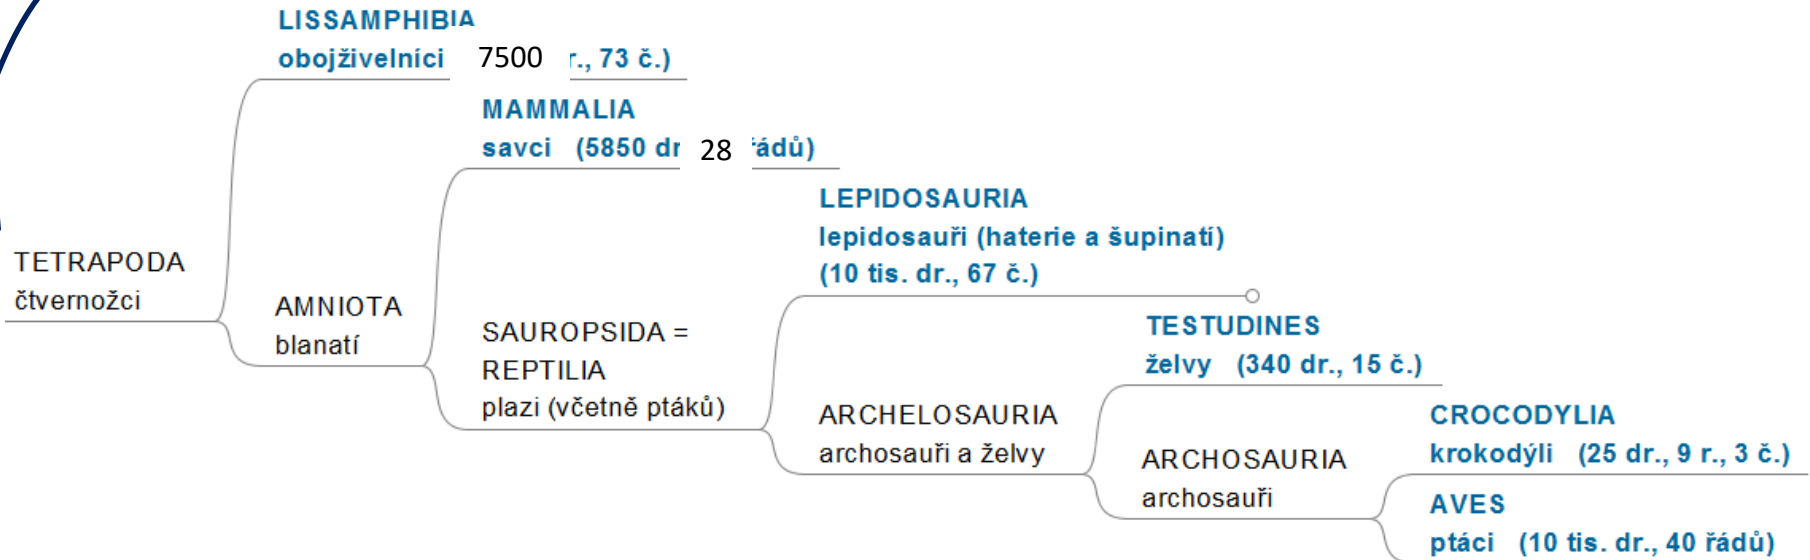 LISSAMPHIBIA
obojživelníci 7500 r., 73 č.)
MAMMALIA
savci (5850 dr 28 řádů)
LEPIDOSAURIA
lepidosauři (haterie a šupinatí)
(10 tis. dr., 67 č.)
TETRAPODA
čtvernožci
AMNIOTA
blanatí
SAUROPSIDA =
REPTILIA
plazi (včetně ptáků)
TESTUDINES
želvy (340 dr., 15 č.)
ARCHELOSAURIA
archosauři a želvy
ARCHOSAURIA
archosauři
CROCODYLIA
krokodýli (25 dr., 9 r., 3 č.)
AVES
ptáci (10 tis. dr., 40 řádů)